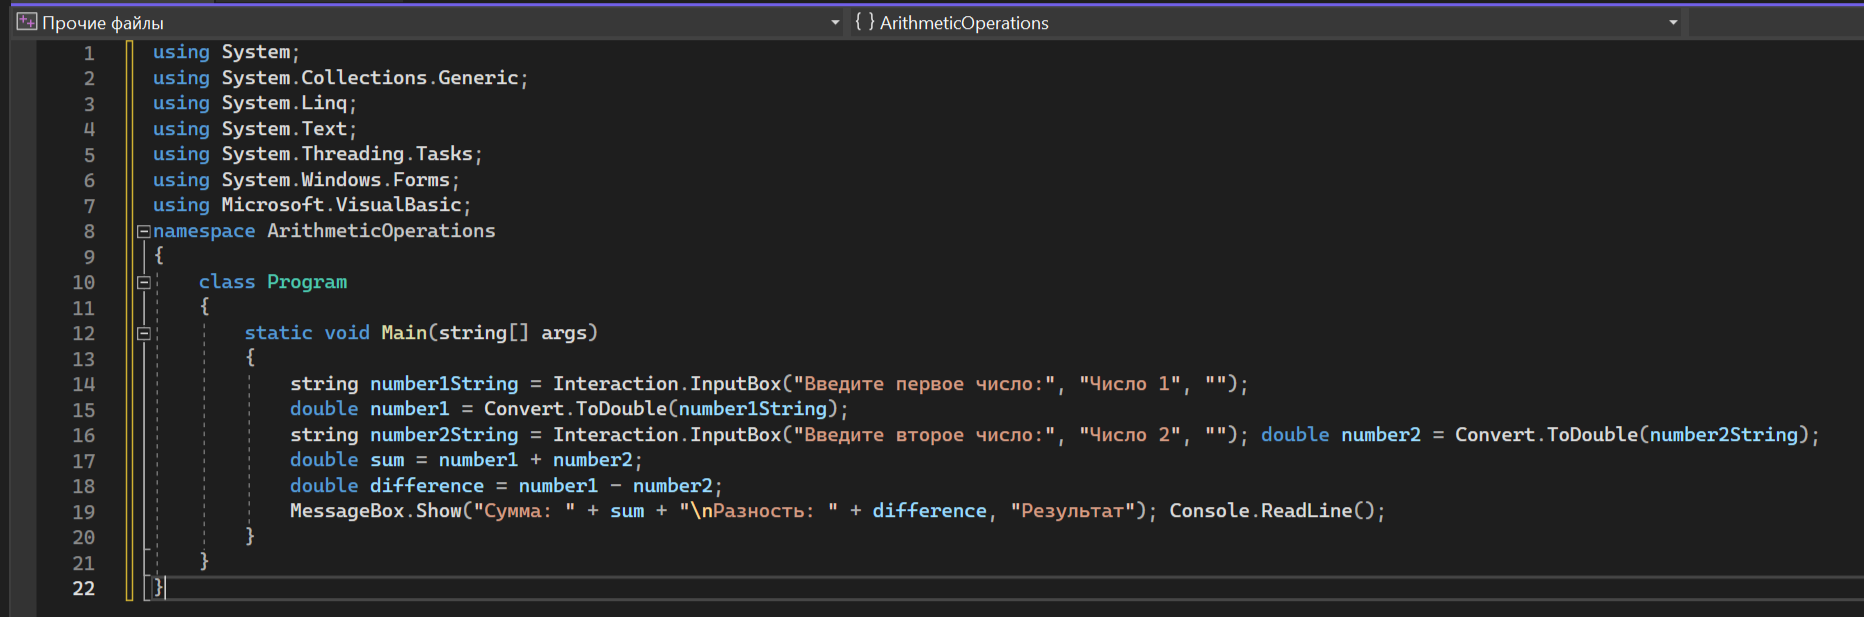 Прочие файлы
{ } ArithmeticOperations
1 using System;
2 using System.Collections.Generic;
3 using System.Linq;
4 using System.Text;
5 using System.Threading.Tasks;
6 using System.Windows.Forms;
7 using Microsoft.VisualBasic;
8 namespace ArithmeticOperations
9 {
10 class Program
11 {
12 static void Main(string[] args)
13 {
14 string number1String = Interaction.InputBox("Введите первое число:", "Число 1", "");
15 double number1 = Convert.ToDouble(number1String);
16 string number2String = Interaction.InputBox("Введите второе число:", "Число 2", ""); double number2 = Convert.ToDouble(number2String);
17 double sum = number1 + number2;
18 double difference = number1 - number2;
19 MessageBox.Show("Сумма: " + sum + "\nРазность: " + difference, "Результат"); Console.ReadLine();
20 }
21 }
22 }